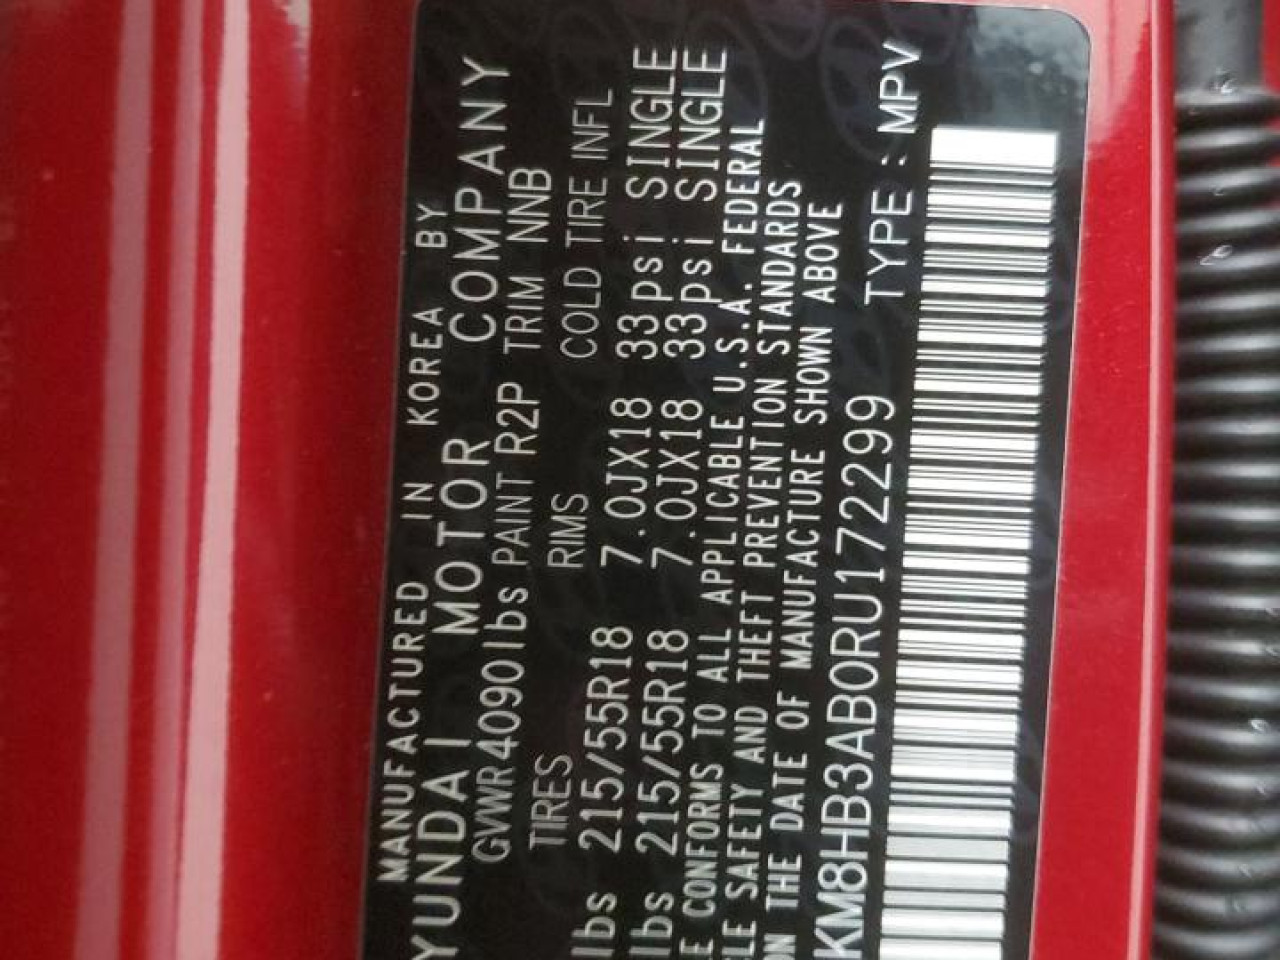 MANUFACTURED IN KOREA BY
YUNDAI MOTOR COMPANY
GVWR4090lbs PAINT R2P TRIM NNB
TIRES RIMS COLD TIRE INFL
lbs 215/55R18 7.0JX18 33psi SINGLE
lbs 215/55R18 7.0JX18 33psi SINGLE
LE CONFORMS TO ALL APPLICABLE U.S.A. FEDERAL
CLE SAFETY AND THEFT PREVENTION STANDARDS
ON THE DATE OF MANUFACTURE SHOWN ABOVE
KM8HB3AB0RU172299 TYPE : MPV